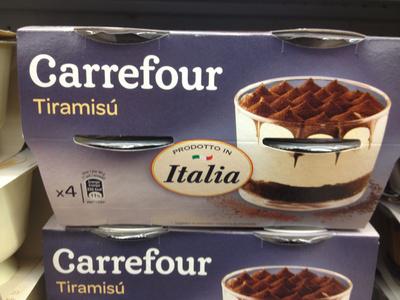 Carrefour
Tiramisú
PRODOTTO IN
Italia
x4
Carrefour
Tiramisú